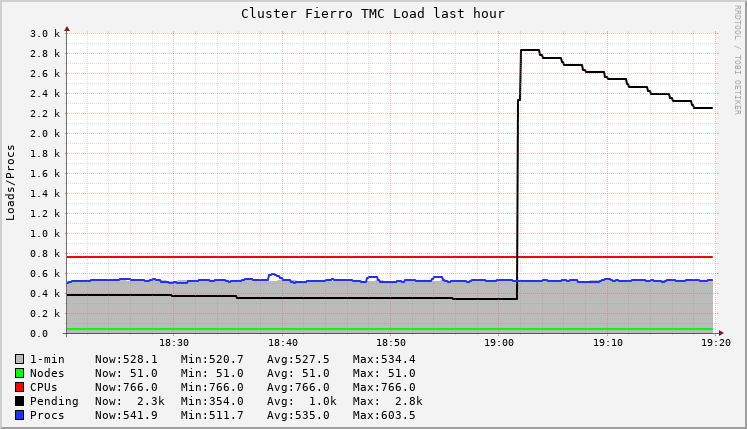 Cluster Fierro TMC Load last hour
RRDTOOL / TOBI OETIKER
Loads/Procs
3.0 k
2.8 k
2.6 k
2.4 k
2.2 k
2.0 k
1.8 k
1.6 k
1.4 k
1.2 k
1.0 k
0.8 k
0.6 k
0.4 k
0.2 k
0.0
18:30 18:40 18:50 19:00 19:10 19:20
1-min Now:528.1 Min:520.7 Avg:527.5 Max:534.4
Nodes Now: 51.0 Min: 51.0 Avg: 51.0 Max: 51.0
CPUs Now:766.0 Min:766.0 Avg:766.0 Max:766.0
Pending Now: 2.3k Min:354.0 Avg: 1.0k Max: 2.8k
Procs Now:541.9 Min:511.7 Avg:535.0 Max:603.5